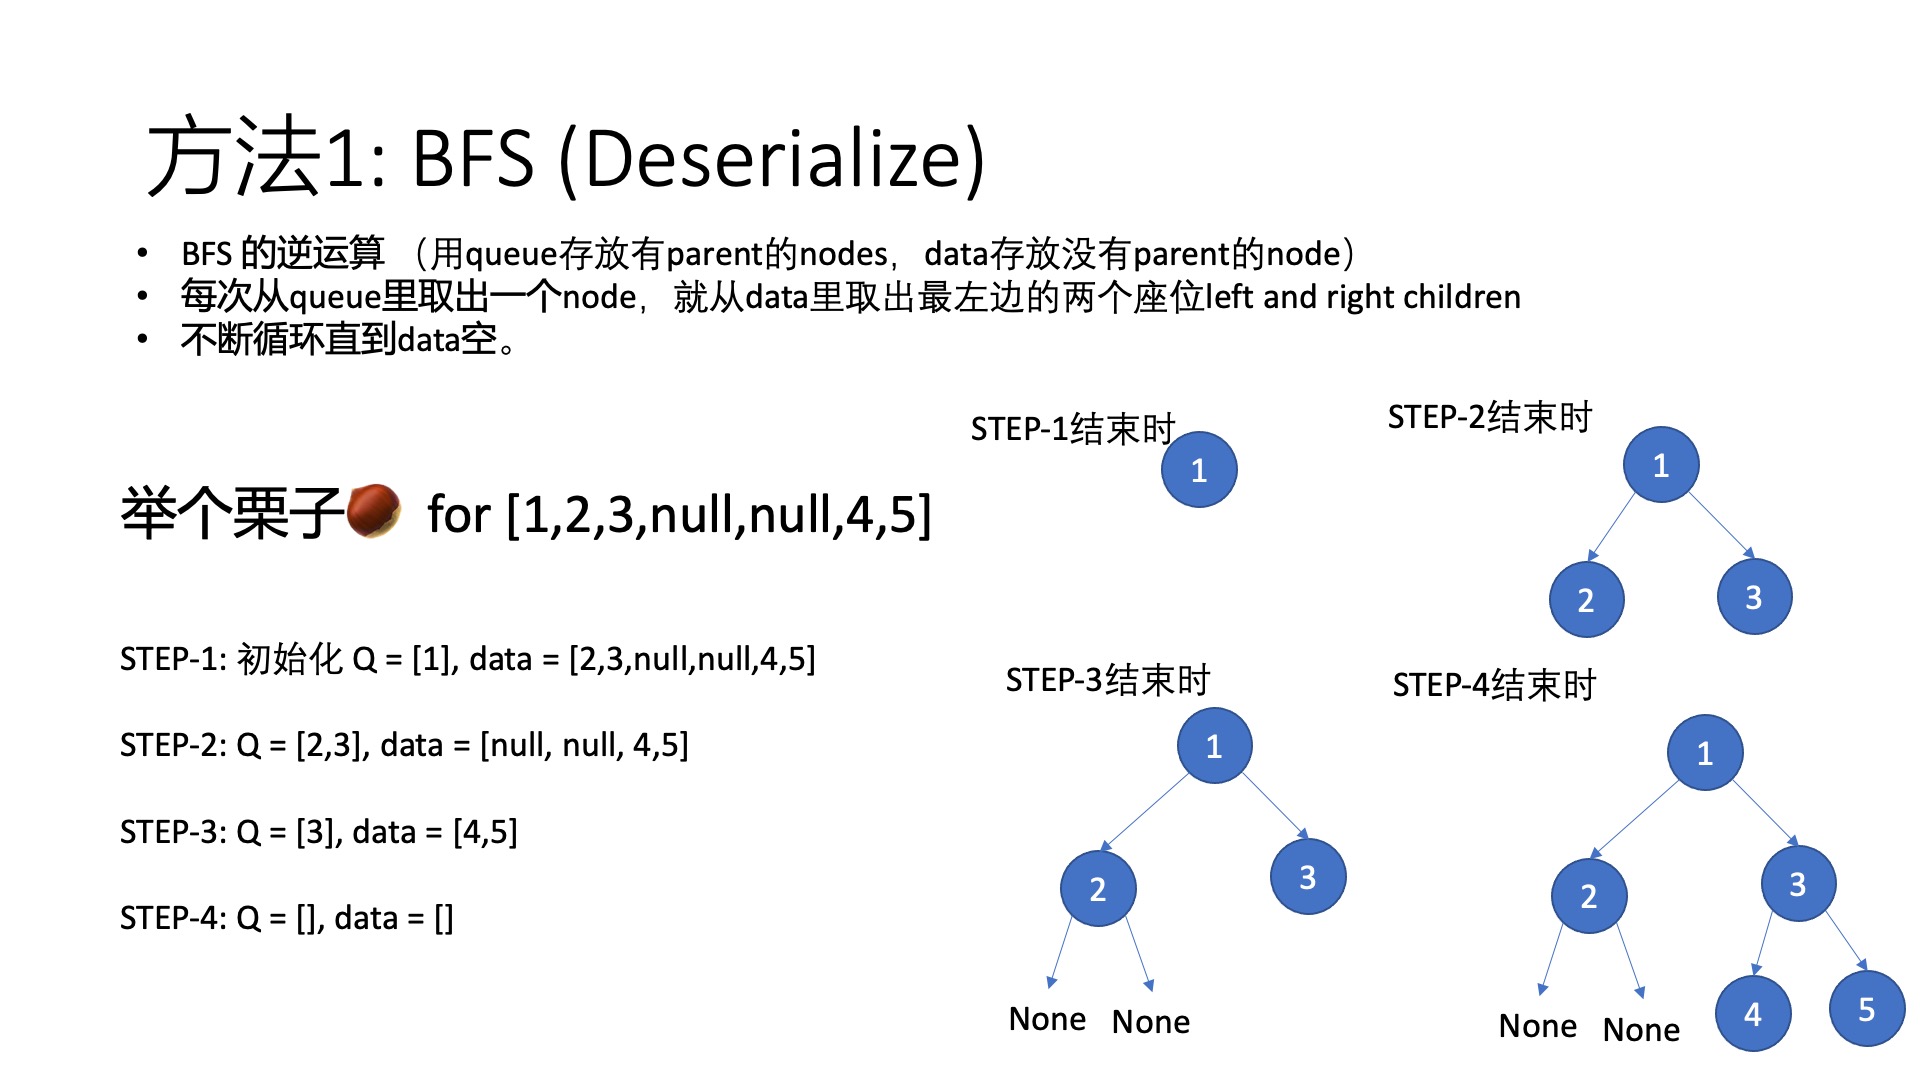 方法1: BFS (Deserialize)
• BFS 的逆运算 （用queue存放有parent的nodes，data存放没有parent的node）
• 每次从queue里取出一个node，就从data里取出最左边的两个座位left and right children
• 不断循环直到data空。
举个栗子🌰 for [1,2,3,null,null,4,5]
STEP-1: 初始化 Q = [1], data = [2,3,null,null,4,5]
STEP-2: Q = [2,3], data = [null, null, 4,5]
STEP-3: Q = [3], data = [4,5]
STEP-4: Q = [], data = []
STEP-1结束时
1
STEP-2结束时
1
2 3
STEP-3结束时
1
2 3
None None
STEP-4结束时
1
2 3
None None 4 5